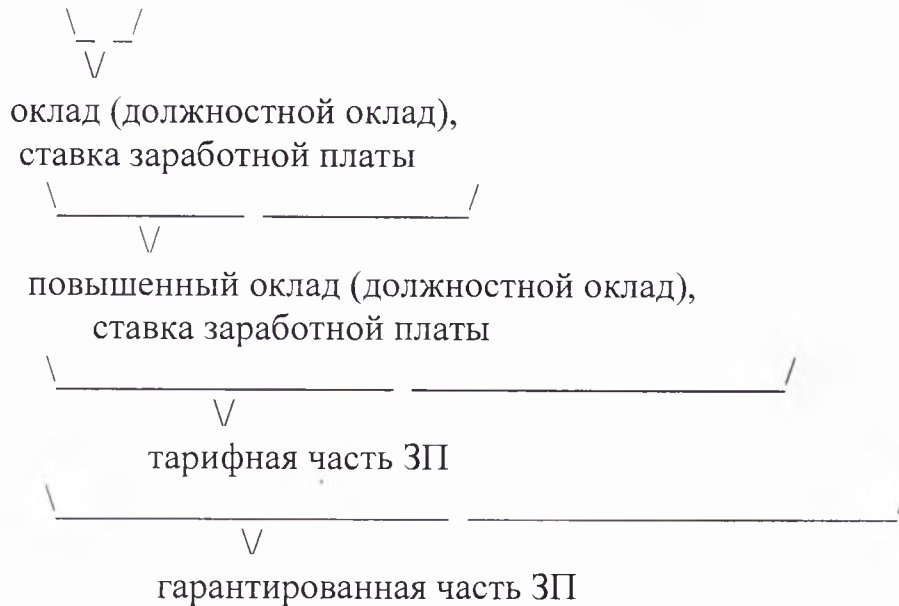 оклад (должностной оклад),
ставка заработной платы
повышенный оклад (должностной оклад),
ставка заработной платы
тарифная часть ЗП
гарантированная часть ЗП